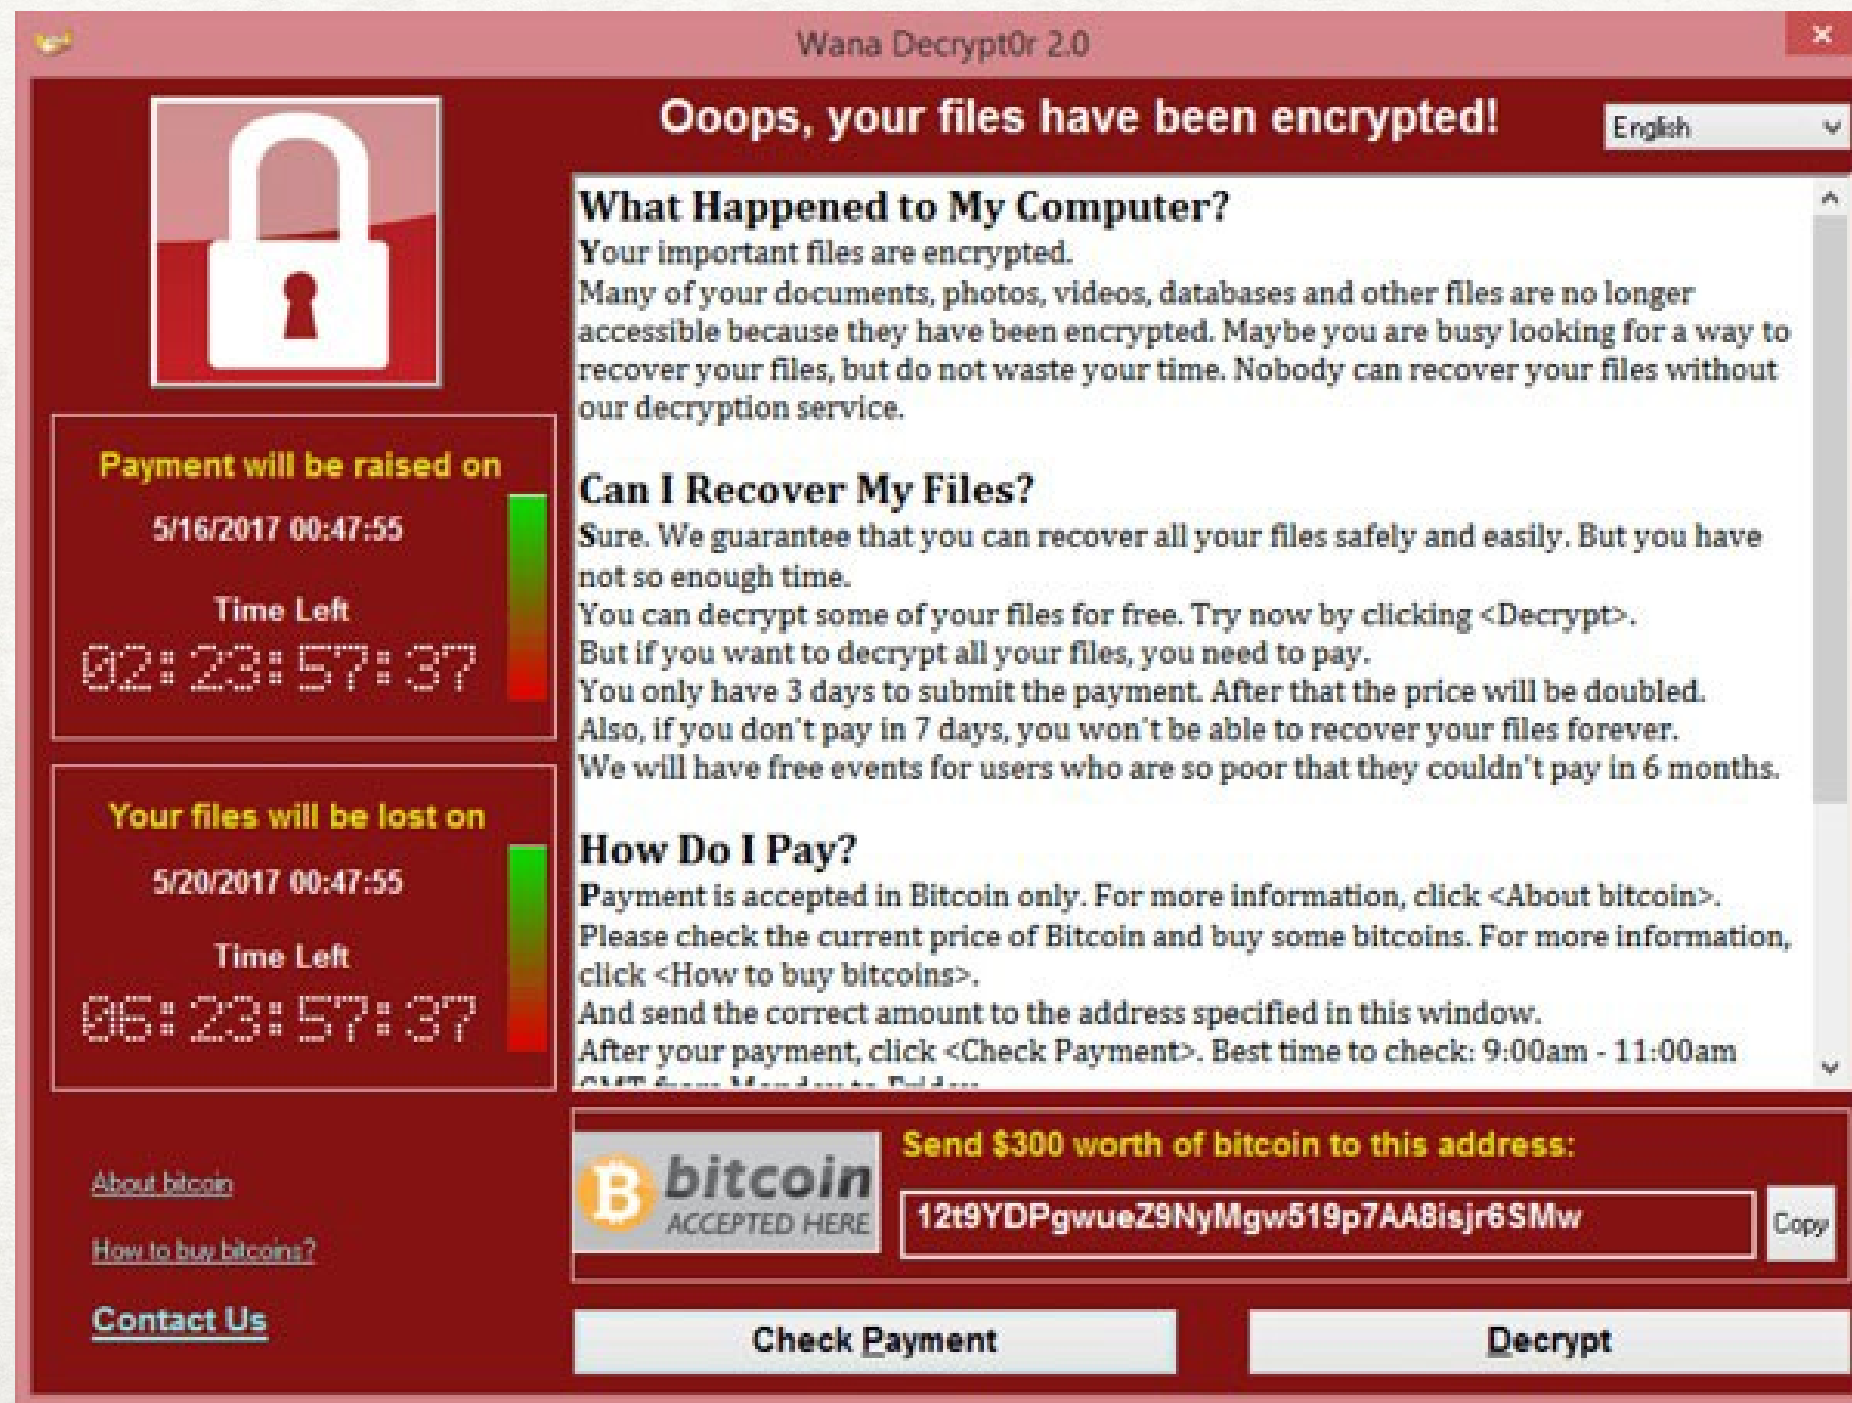 Wana Decrypt0r 2.0
Ooops, your files have been encrypted!
English
What Happened to My Computer?
Your important files are encrypted.
Many of your documents, photos, videos, databases and other files are no longer
accessible because they have been encrypted. Maybe you are busy looking for a way to
recover your files, but do not waste your time. Nobody can recover your files without
our decryption service.
Can I Recover My Files?
Sure. We guarantee that you can recover all your files safely and easily. But you have
not so enough time.
You can decrypt some of your files for free. Try now by clicking <Decrypt>.
But if you want to decrypt all your files, you need to pay.
You only have 3 days to submit the payment. After that the price will be doubled.
Also, if you don't pay in 7 days, you won't be able to recover your files forever.
We will have free events for users who are so poor that they couldn't pay in 6 months.
How Do I Pay?
Payment is accepted in Bitcoin only. For more information, click <About bitcoin>.
Please check the current price of Bitcoin and buy some bitcoins. For more information,
click <How to buy bitcoins>.
And send the correct amount to the address specified in this window.
After your payment, click <Check Payment>. Best time to check: 9:00am - 11:00am
GMT from Monday to Friday
Payment will be raised on
5/16/2017 00:47:55
Time Left
02:23:57:37
Your files will be lost on
5/20/2017 00:47:55
Time Left
06:23:57:37
About bitcoin
How to buy bitcoins?
Contact Us
bitcoin
ACCEPTED HERE
Send $300 worth of bitcoin to this address:
12t9YDPgwueZ9NyMgw519p7AA8isjr6SMw
Copy
Check Payment
Decrypt